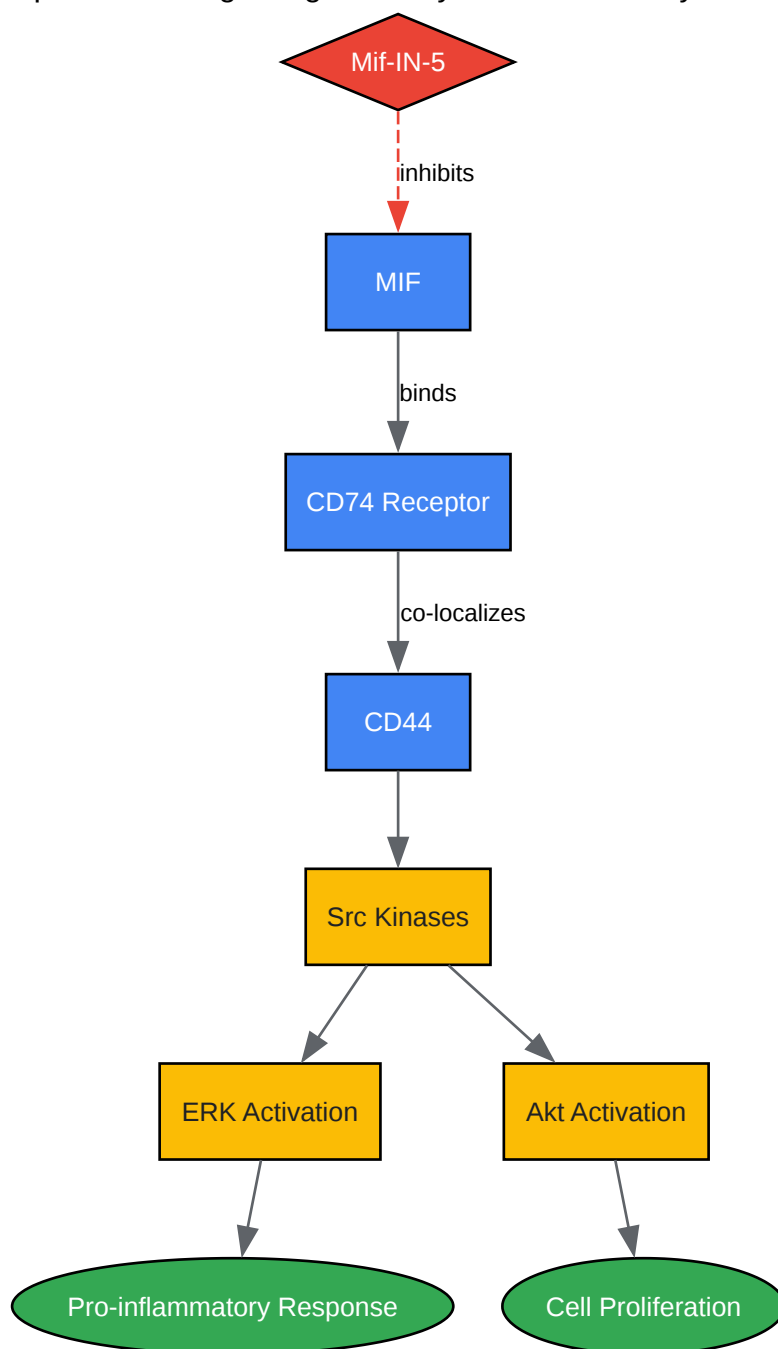 Mif-IN-5
inhibits
MIF
binds
CD74 Receptor
co-localizes
CD44
Src Kinases
ERK Activation
Akt Activation
Pro-inflammatory Response
Cell Proliferation